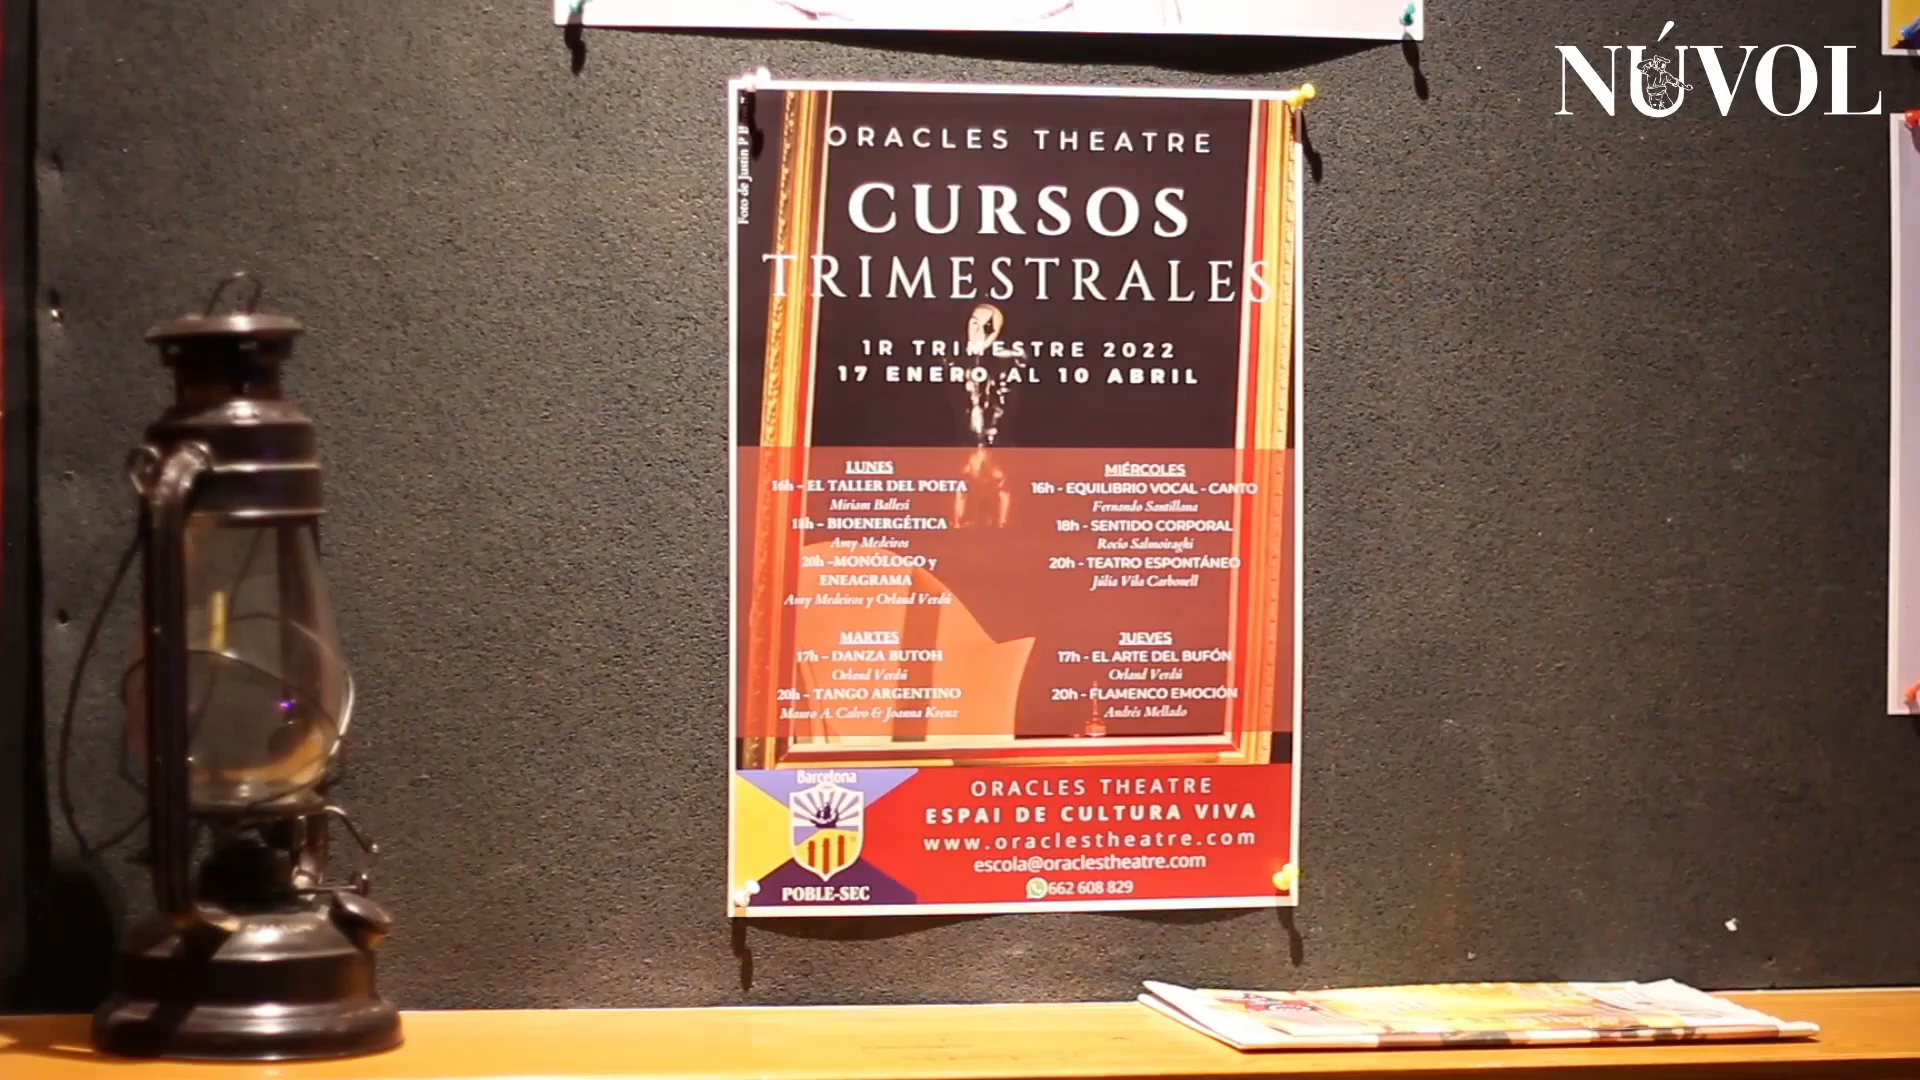 NÚVOL
Foto de Justin P
ORACLES THEATRE
CURSOS
TRIMESTRALES
1R TRIMESTRE 2022
17 ENERO AL 10 ABRIL
LUNES
16h - EL TALLER DEL POETA
Miriam Ballesi
18h - BIOENERGÉTICA
Amy Medeiros
20h -MONÓLOGO y
ENEAGRAMA
Amy Medeiros y Orland Verdú
MARTES
17h - DANZA BUTOH
Orland Verdú
20h - TANGO ARGENTINO
Mauro A. Calvo & Joanna Krenz
MIÉRCOLES
16h - EQUILIBRIO VOCAL - CANTO
Fernando Santillana
18h - SENTIDO CORPORAL
Rocío Salmoiraghi
20h - TEATRO ESPONTÁNEO
Júlia Vila Carbonell
JUEVES
17h - EL ARTE DEL BUFÓN
Orland Verdú
20h - FLAMENCO EMOCIÓN
Andrés Mellado
Barcelona
POBLE-SEC
ORACLES THEATRE
ESPAI DE CULTURA VIVA
www.oraclestheatre.com
escola@oraclestheatre.com
662 608 829